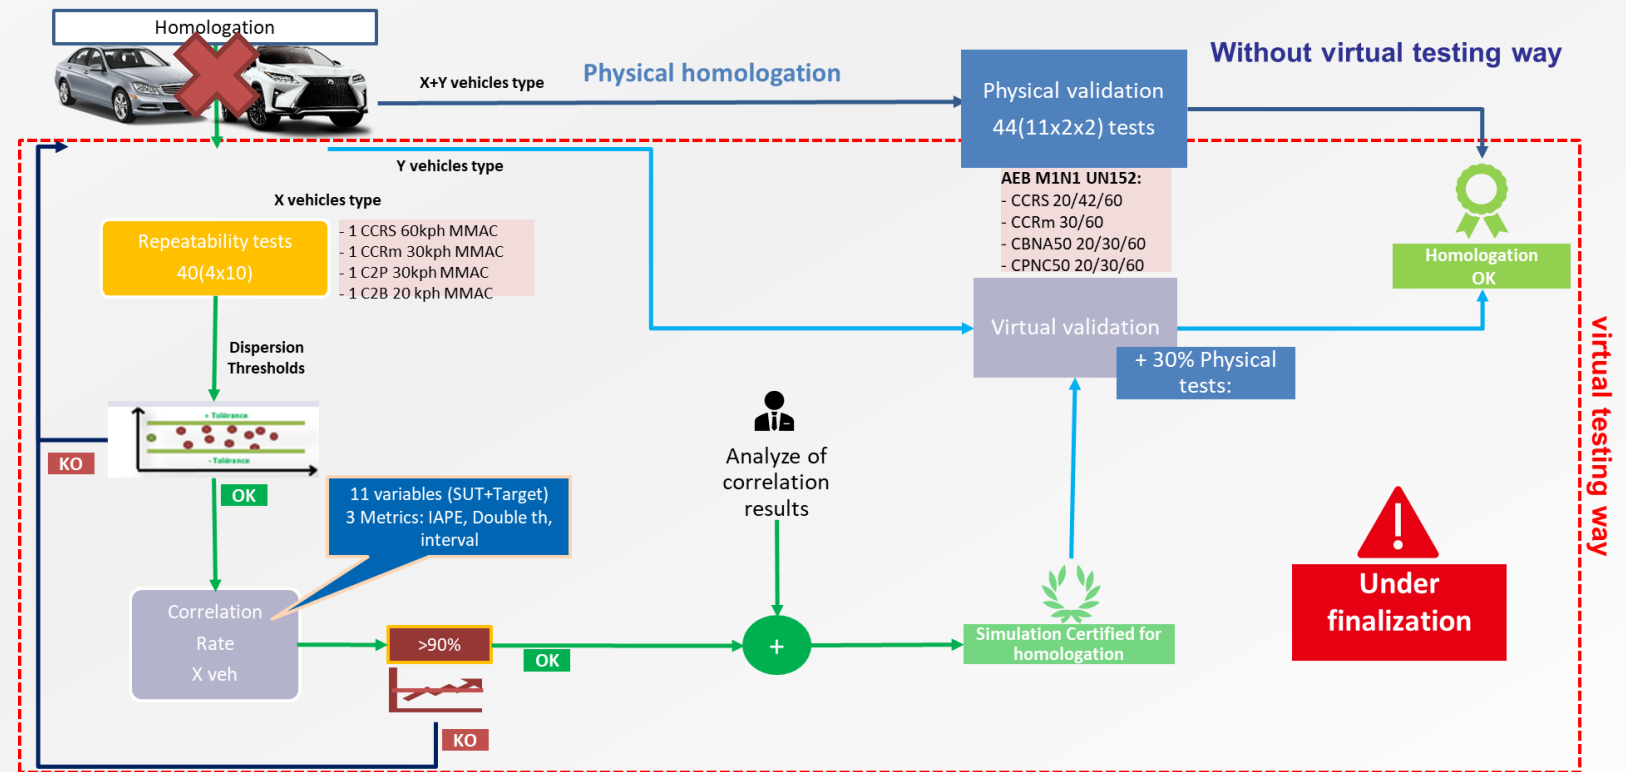 Homologation
X+Y vehicles type
Physical homologation
Physical validation
44(11x2x2) tests
Without virtual testing way
Y vehicles type
X vehicles type
AEB M1N1 UN152:
- CCRS 20/42/60
- CCRm 30/60
- CBNA50 20/30/60
- CPNC50 20/30/60
Repeatability tests
40(4x10)
- 1 CCRS 60kph MMAC
- 1 CCRm 30kph MMAC
- 1 C2P 30kph MMAC
- 1 C2B 20 kph MMAC
Homologation
OK
Virtual validation
+ 30% Physical
tests:
virtual testing way
Dispersion
Thresholds
+ Tolérance
- Tolérance
KO
OK
11 variables (SUT+Target)
3 Metrics: IAPE, Double th,
interval
Analyze of
correlation
results
Under
finalization
Correlation
Rate
X veh
>90%
OK
+
Simulation Certified for
homologation
KO